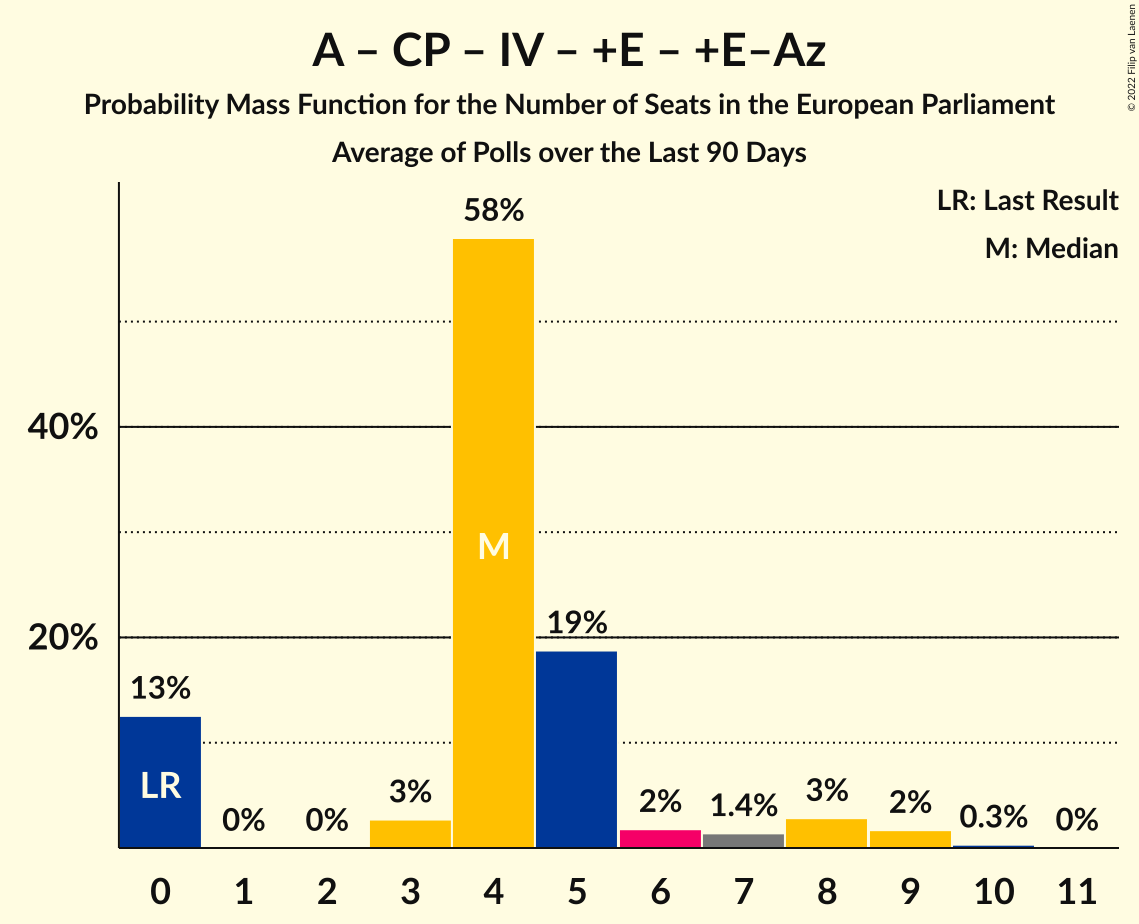 A – CP – IV – +E – +E–Az
Probability Mass Function for the Number of Seats in the European Parliament
Average of Polls over the Last 90 Days
© 2022 Filip van Laenen
LR: Last Result
M: Median
58%
40%
M
19%
20%
13%
LR
0%
0%
3%
2%
1.4%
3%
2%
0.3%
0%
0 1 2 3 4 5 6 7 8 9 10 11